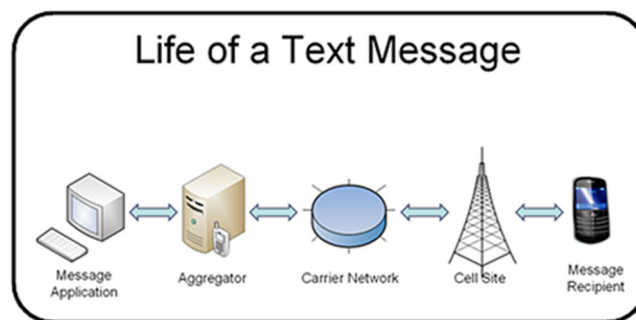 Life of a Text Message
Message
Application
Aggregator
Carrier Network
Cell Site
Message
Recipient